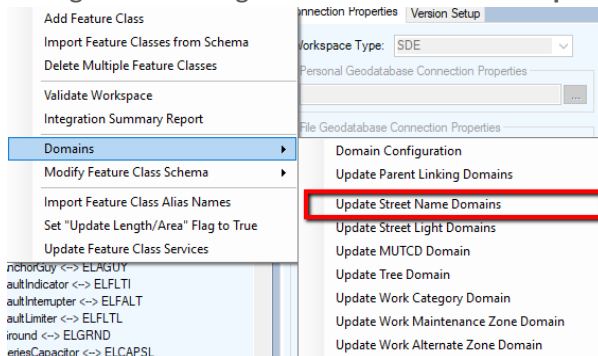 Add Feature Class
Import Feature Classes from Schema
Delete Multiple Feature Classes
Validate Workspace
Integration Summary Report
Domains
Modify Feature Class Schema
Import Feature Class Alias Names
Set "Update Length/Area" Flag to True
Update Feature Class Services
nchorGuy <--> ELAGUY
aultIndicator <--> ELFLTI
aultInterrupter <--> ELFALT
aultLimiter <--> ELFLTL
round <--> ELGRND
eriesCapacitor <--> ELCAPSL
nnection Properties
Version Setup
Workspace Type: SDE
Personal Geodatabase Connection Properties
...
File Geodatabase Connection Properties
Domain Configuration
Update Parent Linking Domains
Update Street Name Domains
Update Street Light Domains
Update MUTCD Domain
Update Tree Domain
Update Work Category Domain
Update Work Maintenance Zone Domain
Update Work Alternate Zone Domain